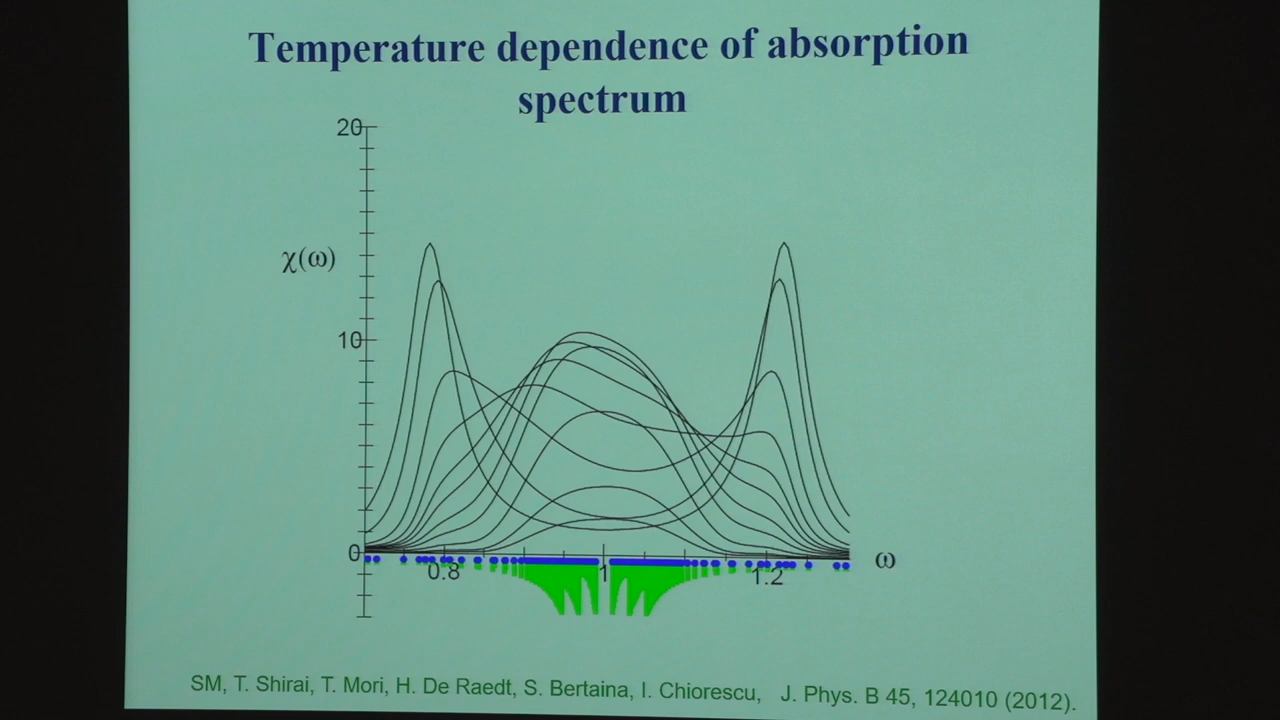 Temperature dependence of absorption
spectrum
20
χ(ω)
10
0
0.8
1
1.2
ω
SM, T. Shirai, T. Mori, H. De Raedt, S. Bertaina, I. Chiorescu, J. Phys. B 45, 124010 (2012).